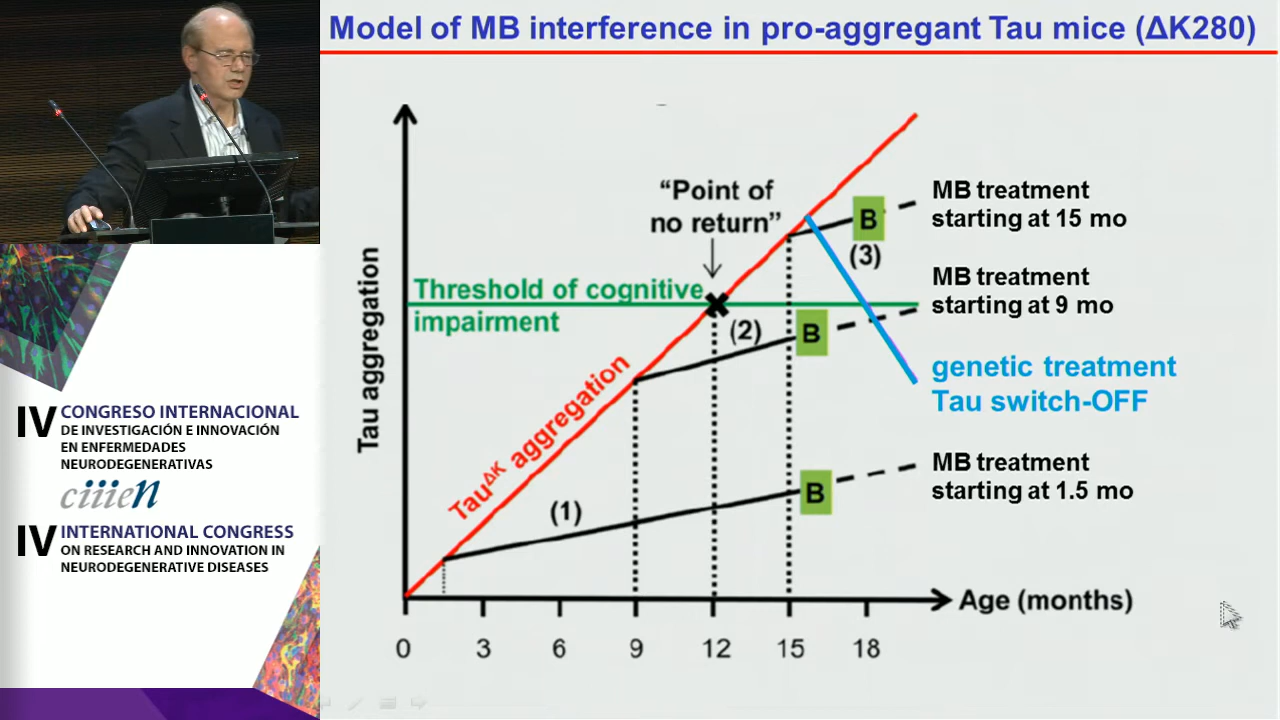 Model of MB interference in pro-aggregant Tau mice (ΔK280)
"Point of
no return"
Threshold of cognitive
impairment
Tau aggregation
Tau^ΔK aggregation
(1)
(2)
(3)
B
B
B
MB treatment
starting at 15 mo
MB treatment
starting at 9 mo
genetic treatment
Tau switch-OFF
MB treatment
starting at 1.5 mo
0 3 6 9 12 15 18
Age (months)
IV CONGRESO INTERNACIONAL
DE INVESTIGACIÓN E INNOVACIÓN
EN ENFERMEDADES
NEURODEGENERATIVAS
ciiien
IV INTERNATIONAL CONGRESS
ON RESEARCH AND INNOVATION IN
NEURODEGENERATIVE DISEASES